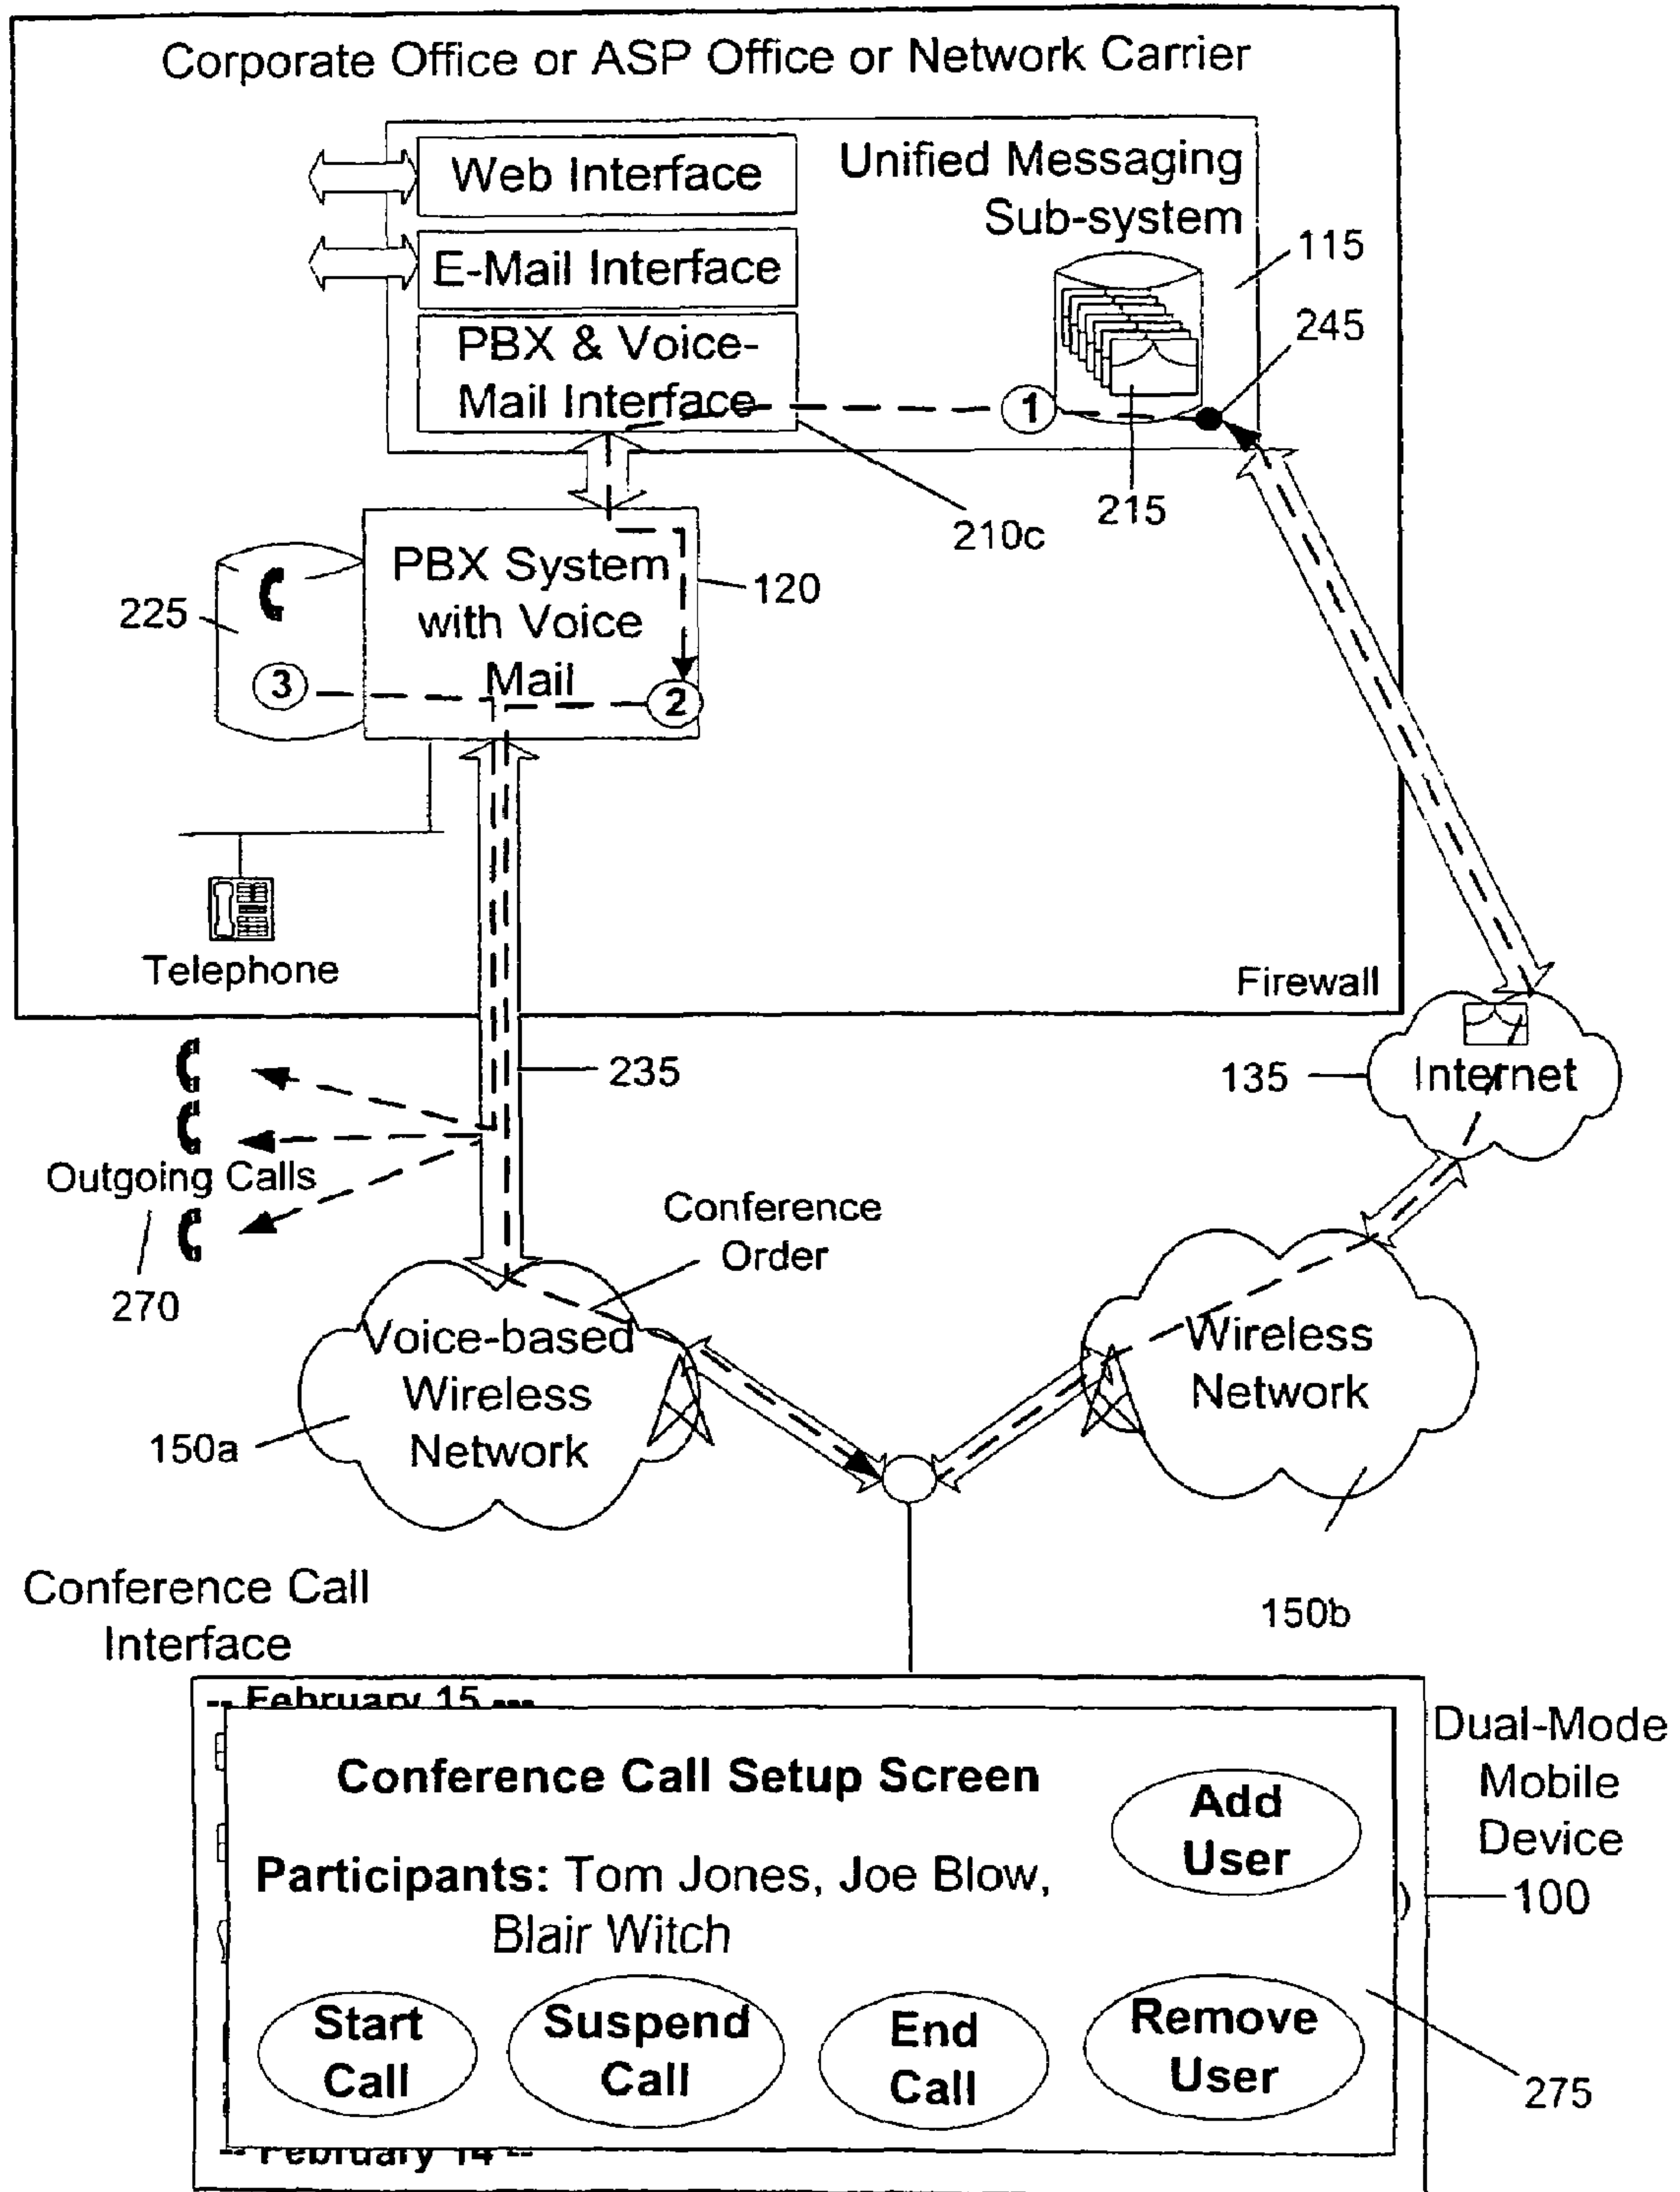 Corporate Office or ASP Office or Network Carrier
Web Interface
Unified Messaging
Sub-system
E-Mail Interface
115
245
PBX & Voice-
Mail Interface
1
215
210c
PBX System
with Voice
Mail
120
225
3
2
Telephone
Firewall
235
135
Internet
Outgoing Calls
270
Conference
Order
Voice-based
Wireless
Network
150a
Wireless
Network
150b
Conference Call
Interface
-- February 15 ---
Dual-Mode
Mobile
Device
100
Conference Call Setup Screen
Add
User
Participants: Tom Jones, Joe Blow,
Blair Witch
Start
Call
Suspend
Call
End
Call
Remove
User
275
-- February 14 --